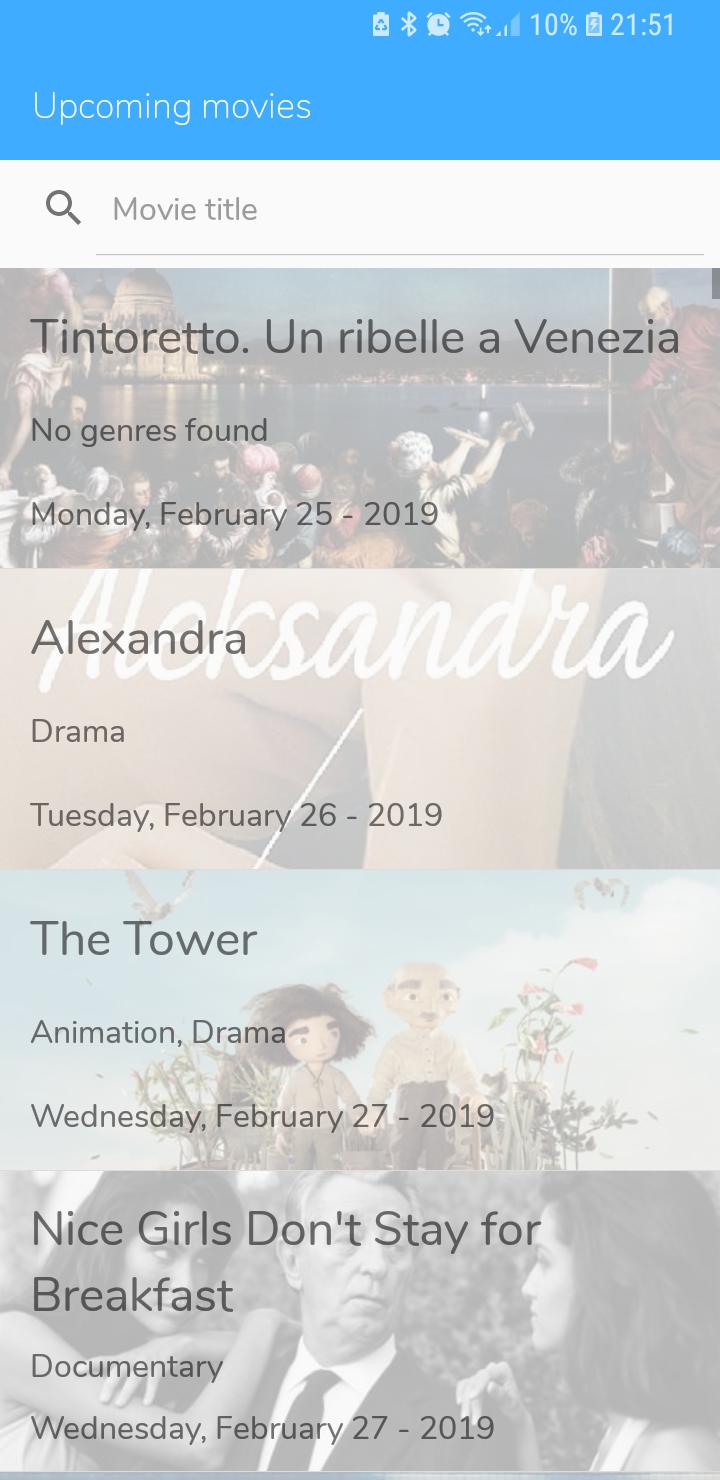 10% 21:51
Upcoming movies
Movie title
Tintoretto. Un ribelle a Venezia
No genres found
Monday, February 25 - 2019
Aleksandra
Alexandra
Drama
Tuesday, February 26 - 2019
The Tower
Animation, Drama
Wednesday, February 27 - 2019
Nice Girls Don't Stay for
Breakfast
Documentary
Wednesday, February 27 - 2019